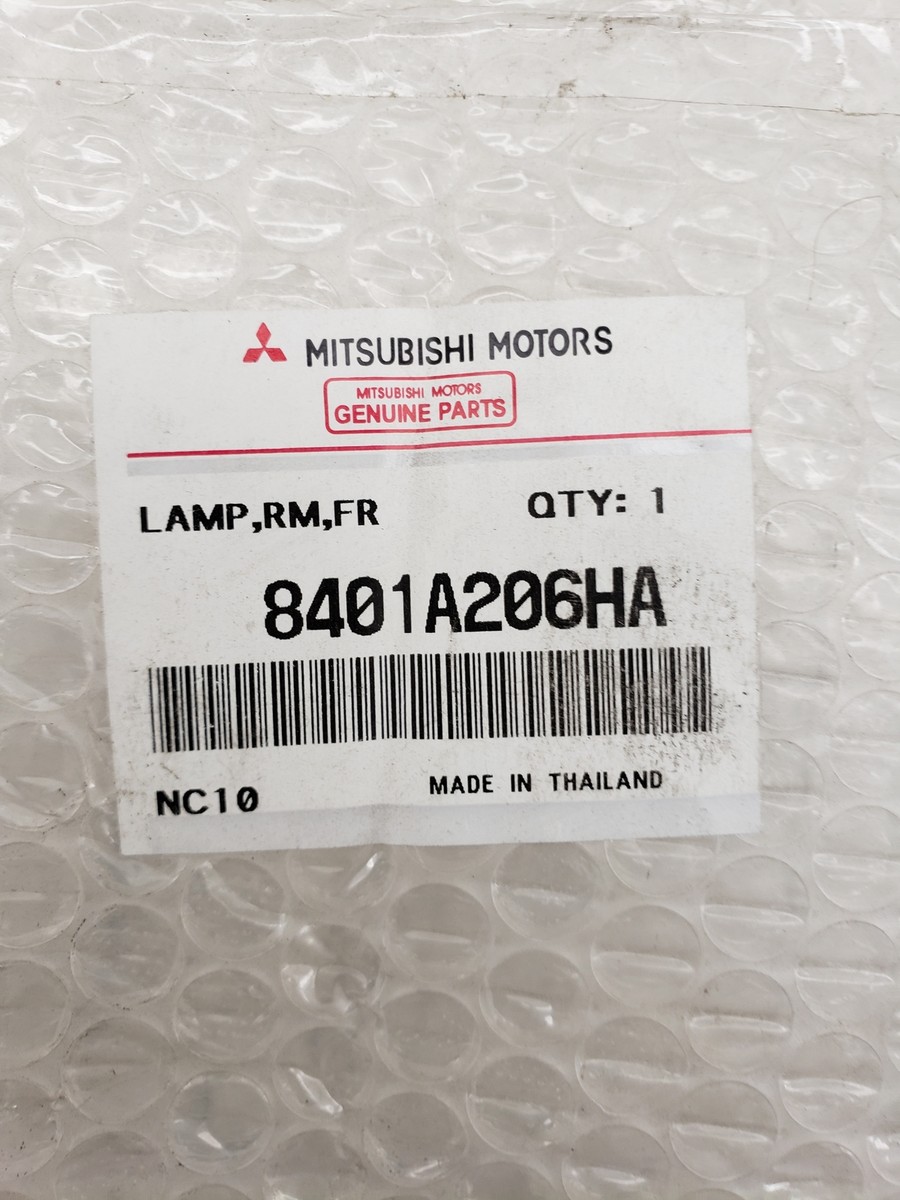 MITSUBISHI MOTORS
MITSUBISHI MOTORS
GENUINE PARTS
LAMP,RM,FR QTY: 1
8401A206HA
NC10 MADE IN THAILAND